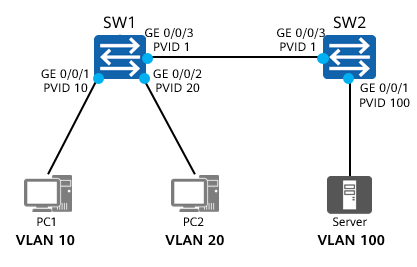 SW1
SW2
GE 0/0/3
PVID 1
GE 0/0/3
PVID 1
GE 0/0/1
PVID 10
GE 0/0/2
PVID 20
GE 0/0/1
PVID 100
PC1
PC2
Server
VLAN 10
VLAN 20
VLAN 100